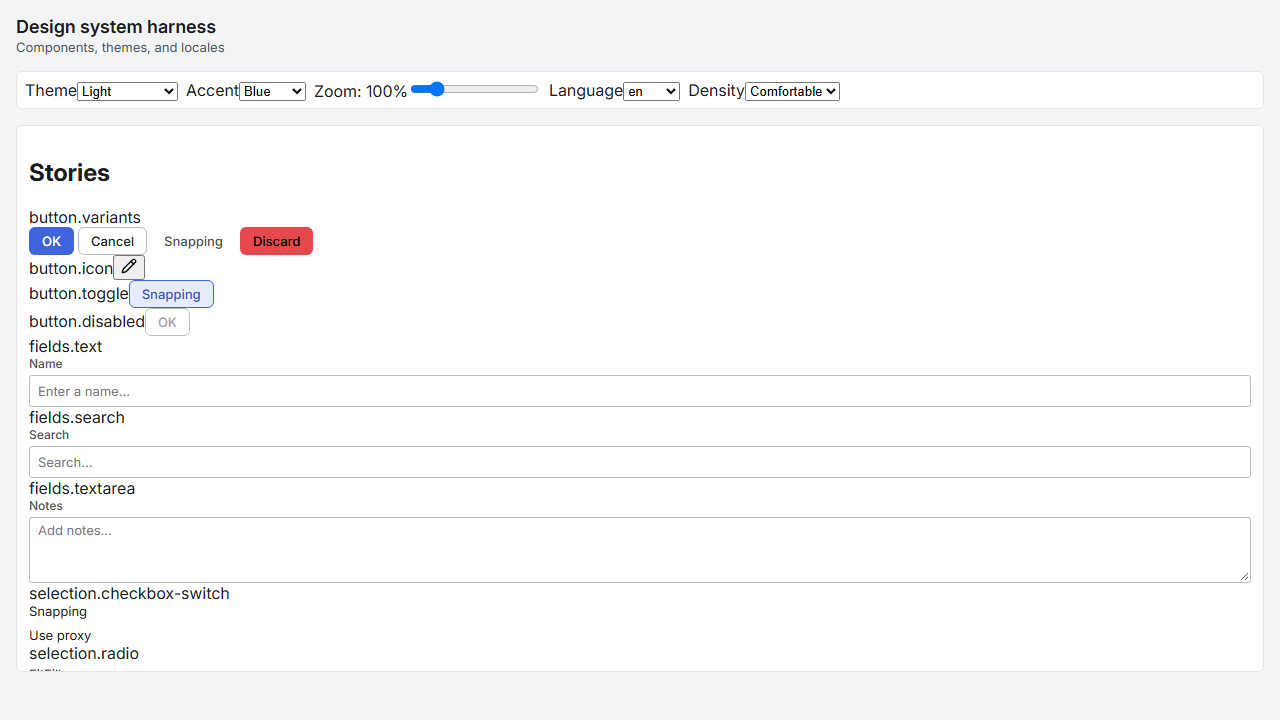 Design system harness
Components, themes, and locales
Theme Light Accent Blue Zoom: 100% Language en Density Comfortable
Stories
button.variants
OK Cancel Snapping Discard
button.icon
button.toggle Snapping
button.disabled OK
fields.text
Name
Enter a name...
fields.search
Search
Search...
fields.textarea
Notes
Add notes...
selection.checkbox-switch
Snapping
Use proxy
selection.radio